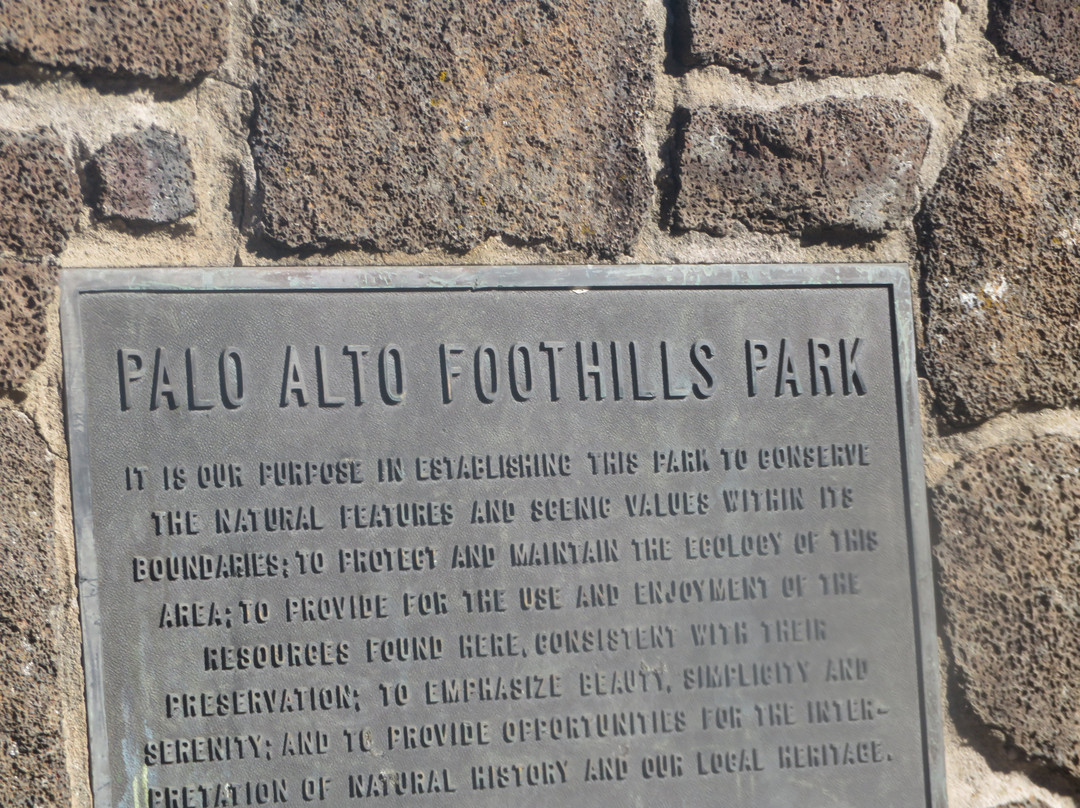 PALO ALTO FOOTHILLS PARK
IT IS OUR PURPOSE IN ESTABLISHING THIS PARK TO CONSERVE
THE NATURAL FEATURES AND SCENIC VALUES WITHIN ITS
BOUNDARIES; TO PROTECT AND MAINTAIN THE ECOLOGY OF THIS
AREA; TO PROVIDE FOR THE USE AND ENJOYMENT OF THE
RESOURCES FOUND HERE, CONSISTENT WITH THEIR
PRESERVATION; TO EMPHASIZE BEAUTY, SIMPLICITY AND
SERENITY; AND TO PROVIDE OPPORTUNITIES FOR THE INTER-
PRETATION OF NATURAL HISTORY AND OUR LOCAL HERITAGE.